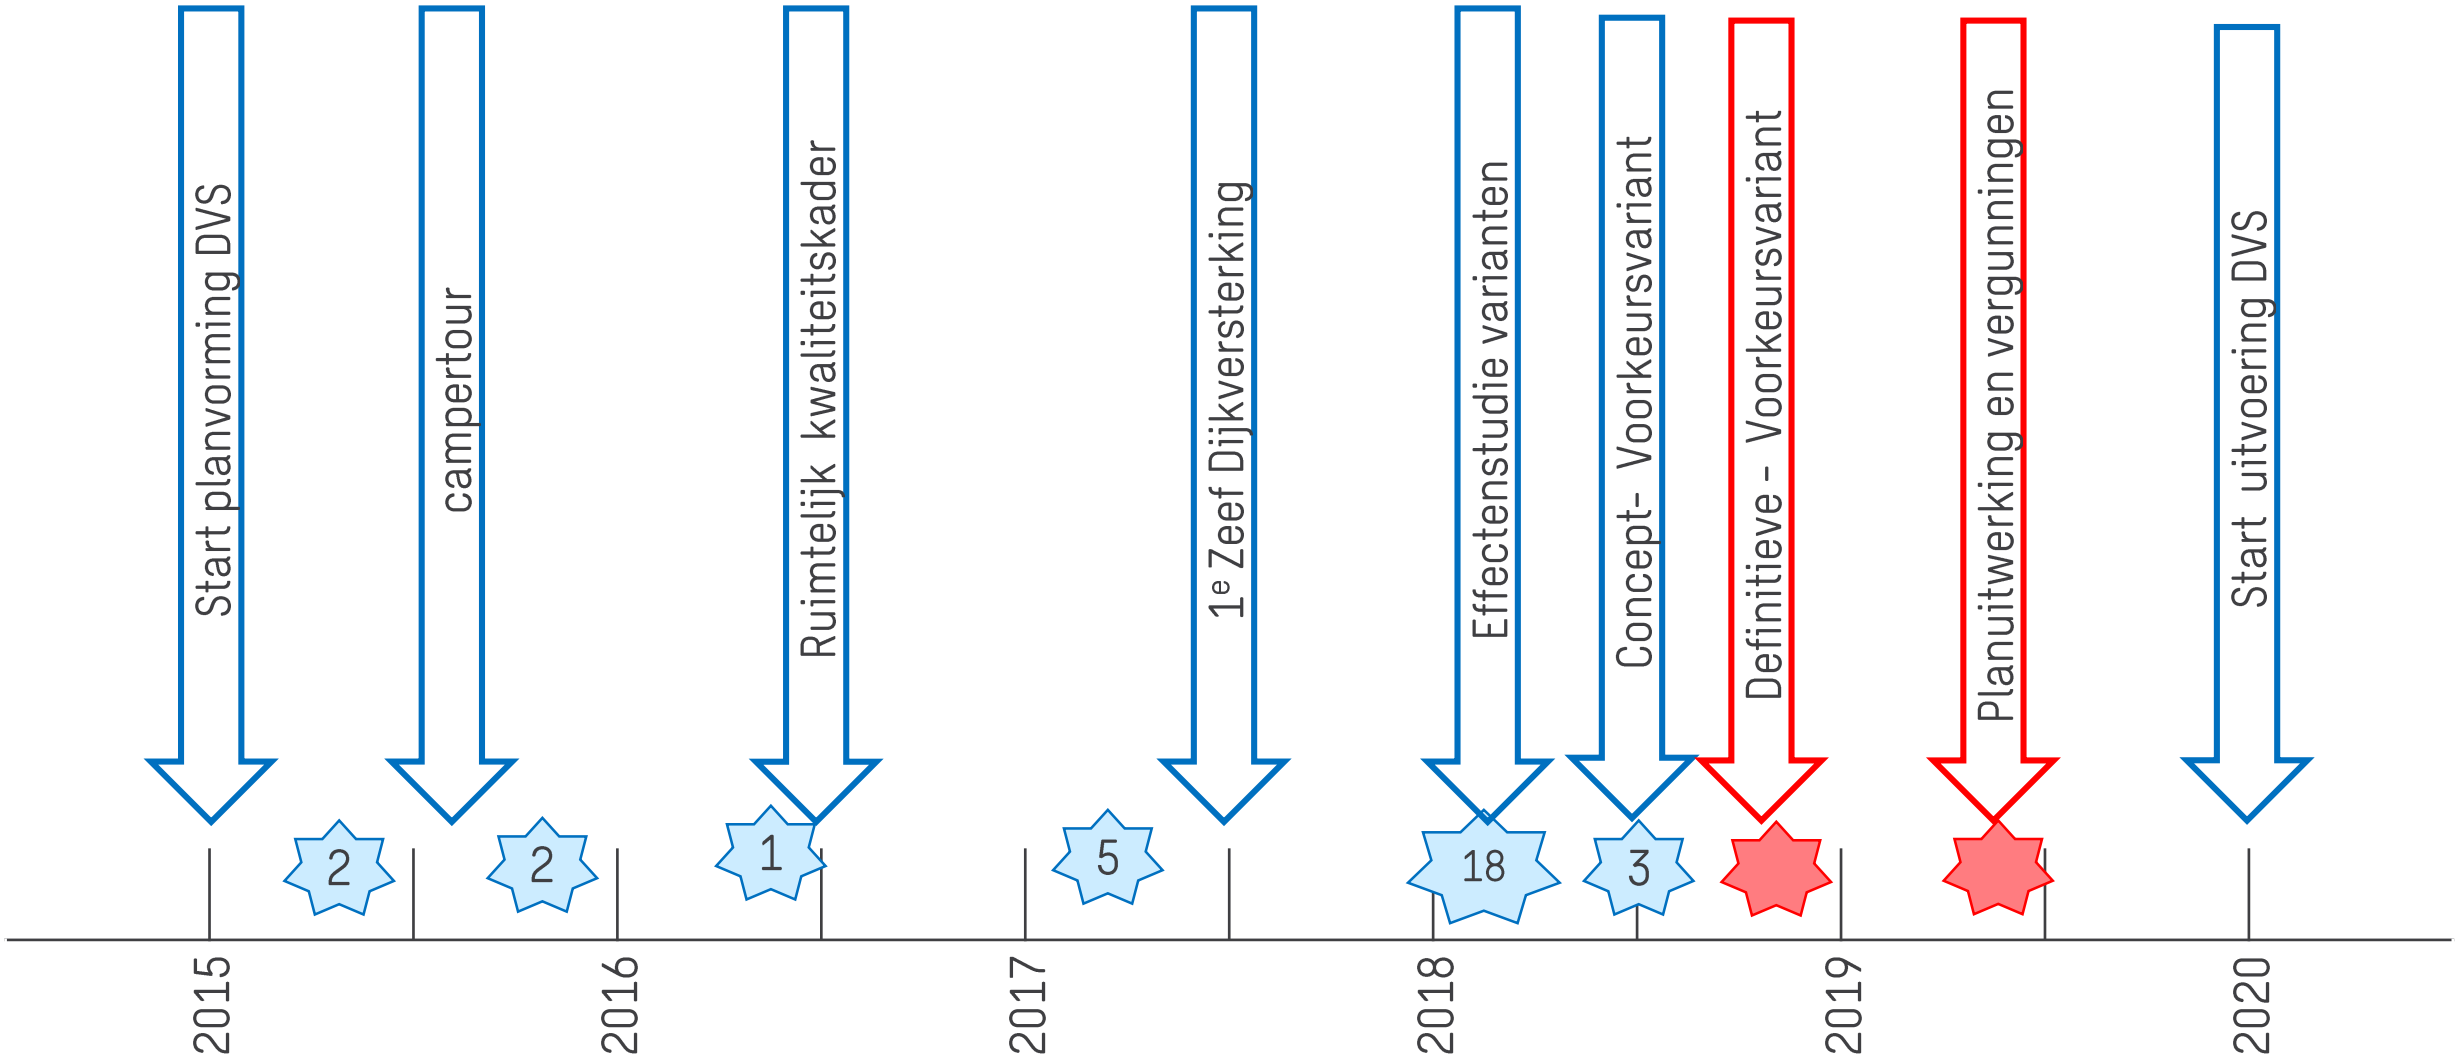 Start planvorming DVS
campertour
Ruimtelijk kwaliteitskader
1e Zeef Dijkversterking
Effectenstudie varianten
Concept- Voorkeursvariant
Definitieve - Voorkeursvariant
Planuitwerking en vergunningen
Start uitvoering DVS
2
2
1
5
18
3
2015
2016
2017
2018
2019
2020